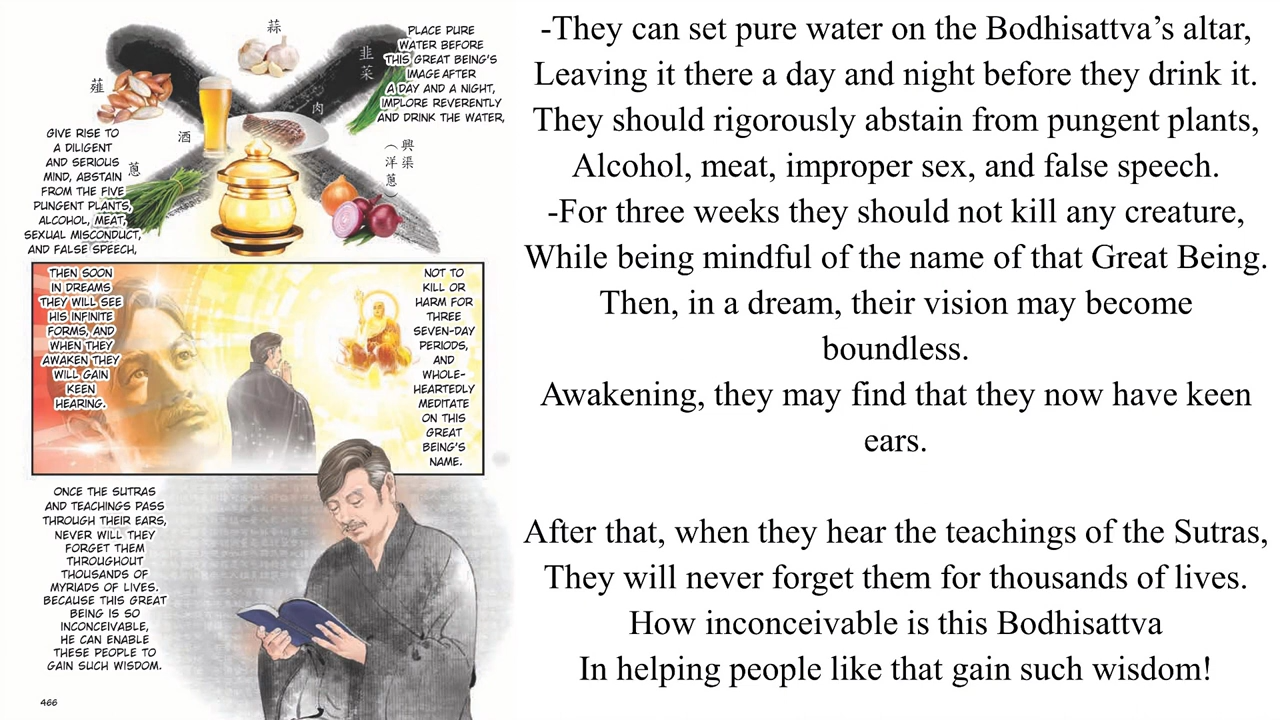 蒜
韭菜
薤
肉
酒
蔥
興渠
(洋蔥)
PLACE PURE
WATER BEFORE
THIS GREAT BEING'S
IMAGE AFTER
A DAY AND A NIGHT,
IMPLORE REVERENTLY
AND DRINK THE WATER,
GIVE RISE TO
A DILIGENT
AND SERIOUS
MIND, ABSTAIN
FROM THE FIVE
PUNGENT PLANTS,
ALCOHOL, MEAT,
SEXUAL MISCONDUCT,
AND FALSE SPEECH,
NOT TO
KILL OR
HARM FOR
THREE
SEVEN-DAY
PERIODS,
AND
WHOLE-
HEARTEDLY
MEDITATE
ON THIS
GREAT
BEING'S
NAME.
THEN SOON
IN DREAMS
THEY WILL SEE
HIS INFINITE
FORMS, AND
WHEN THEY
AWAKEN THEY
WILL GAIN
KEEN
HEARING.
ONCE THE SUTRAS
AND TEACHINGS PASS
THROUGH THEIR EARS,
NEVER WILL THEY
FORGET THEM
THROUGHOUT
THOUSANDS OF
MYRIADS OF LIVES.
BECAUSE THIS GREAT
BEING IS SO
INCONCEIVABLE,
HE CAN ENABLE
THESE PEOPLE TO
GAIN SUCH WISDOM.
466
-They can set pure water on the Bodhisattva’s altar,
Leaving it there a day and night before they drink it.
They should rigorously abstain from pungent plants,
Alcohol, meat, improper sex, and false speech.
-For three weeks they should not kill any creature,
While being mindful of the name of that Great Being.
Then, in a dream, their vision may become
boundless.
Awakening, they may find that they now have keen
ears.
After that, when they hear the teachings of the Sutras,
They will never forget them for thousands of lives.
How inconceivable is this Bodhisattva
In helping people like that gain such wisdom!